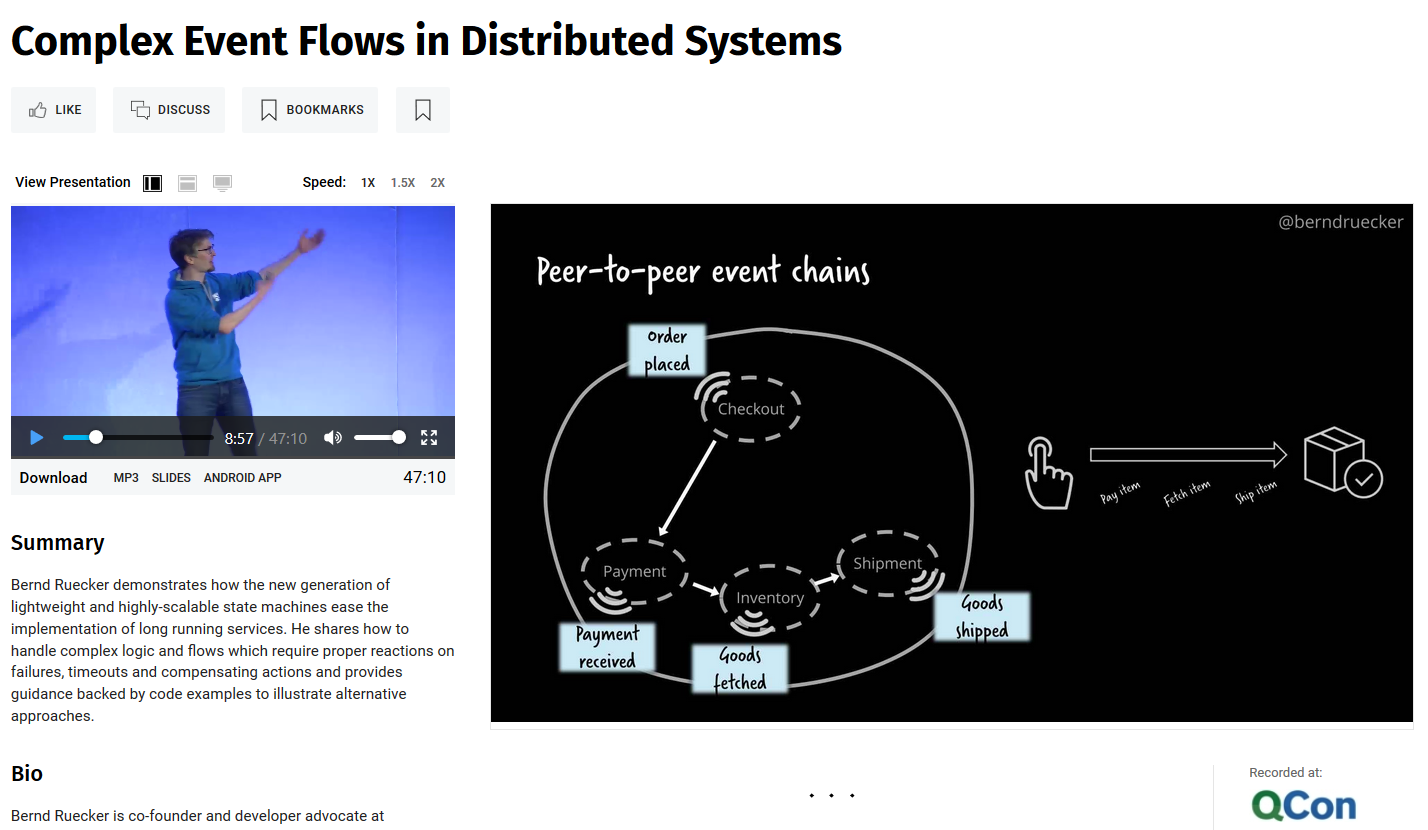 Complex Event Flows in Distributed Systems
LIKE
DISCUSS
BOOKMARKS
View Presentation
Speed: 1X 1.5X 2X
8:57 / 47:10
Download MP3 SLIDES ANDROID APP 47:10
Summary
Bernd Ruecker demonstrates how the new generation of
lightweight and highly-scalable state machines ease the
implementation of long running services. He shares how to
handle complex logic and flows which require proper reactions on
failures, timeouts and compensating actions and provides
guidance backed by code examples to illustrate alternative
approaches.
Bio
Bernd Ruecker is co-founder and developer advocate at
@berndruecker
Peer-to-peer event chains
Order
placed
Checkout
Payment
Inventory
Shipment
Payment
received
Goods
fetched
Goods
shipped
Pay item
Fetch item
Ship item
. . .
Recorded at:
QCon